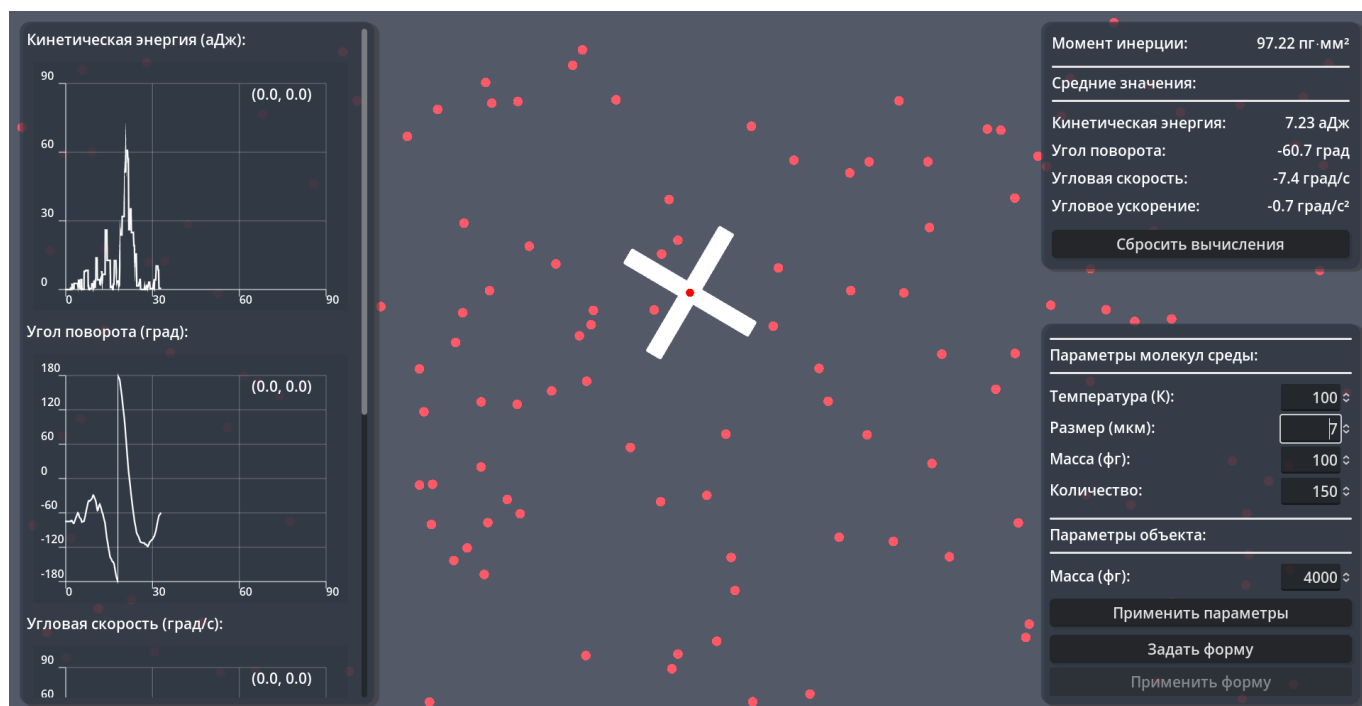 Кинетическая энергия (аДж):
90
(0.0, 0.0)
60
30
0
0 30 60 90
Угол поворота (град):
180
(0.0, 0.0)
120
60
0
-60
-120
-180
0 30 60 90
Угловая скорость (град/с):
90
(0.0, 0.0)
60
Момент инерции: 97.22 пг·мм²
Средние значения:
Кинетическая энергия: 7.23 аДж
Угол поворота: -60.7 град
Угловая скорость: -7.4 град/с
Угловое ускорение: -0.7 град/с²
Сбросить вычисления
Параметры молекул среды:
Температура (К): 100
Размер (мкм): 7
Масса (фг): 100
Количество: 150
Параметры объекта:
Масса (фг): 4000
Применить параметры
Задать форму
Применить форму